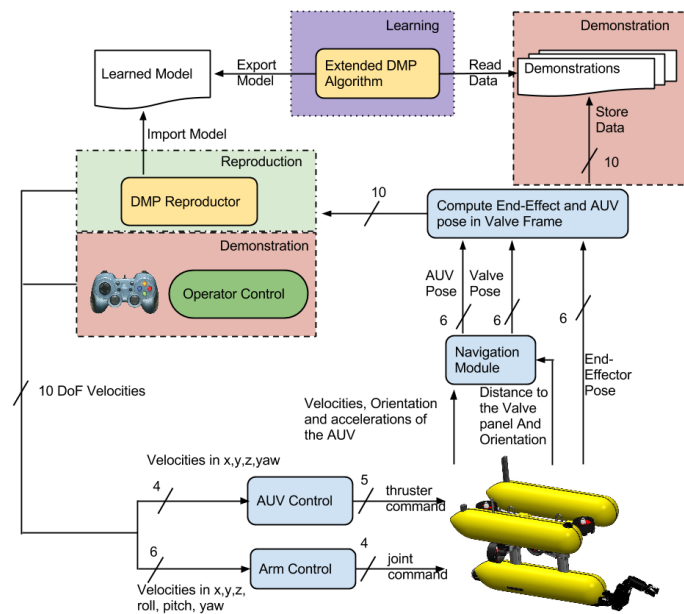 Learning
Demonstration
Learned Model
Export
Model
Extended DMP
Algorithm
Read
Data
Demonstrations
Import Model
Store
Data
10
Reproduction
DMP Reproductor
10
Compute End-Effect and AUV
pose in Valve Frame
Demonstration
Operator Control
AUV
Pose
Valve
Pose
6
6
6
Navigation
Module
End-
Effector
Pose
10 DoF Velocities
Velocities, Orientation
and accelerations of
the AUV
Distance to
the Valve
panel And
Orientation
Velocities in x,y,z,yaw
4
AUV Control
5
thruster
command
6
Arm Control
4
joint
command
Velocities in x,y,z,
roll, pitch, yaw